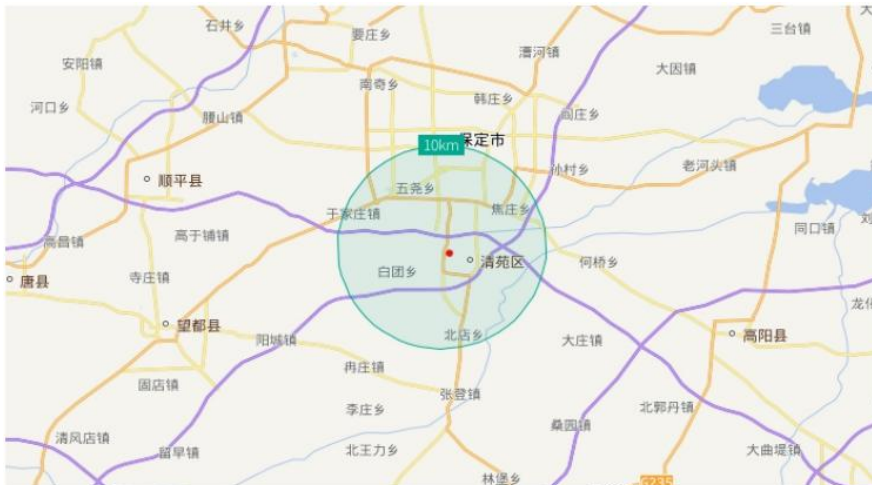 石井乡
要庄乡
漕河镇
三台镇
安阳镇
大因镇
南奇乡
韩庄乡
河口乡
腰山镇
阎庄乡
10km
保定市
孙村乡
老河头镇
顺平县
五尧乡
于家庄镇
焦庄乡
同口镇
高昌镇
高于铺镇
清苑区
何桥乡
白团乡
唐县
寺庄镇
龙化
望都县
阳城镇
北店乡
大庄镇
高阳县
冉庄镇
固店镇
张登镇
李庄乡
北郭丹镇
桑园镇
清风店镇
留早镇
北王力乡
大曲堤镇
林堡乡
G235